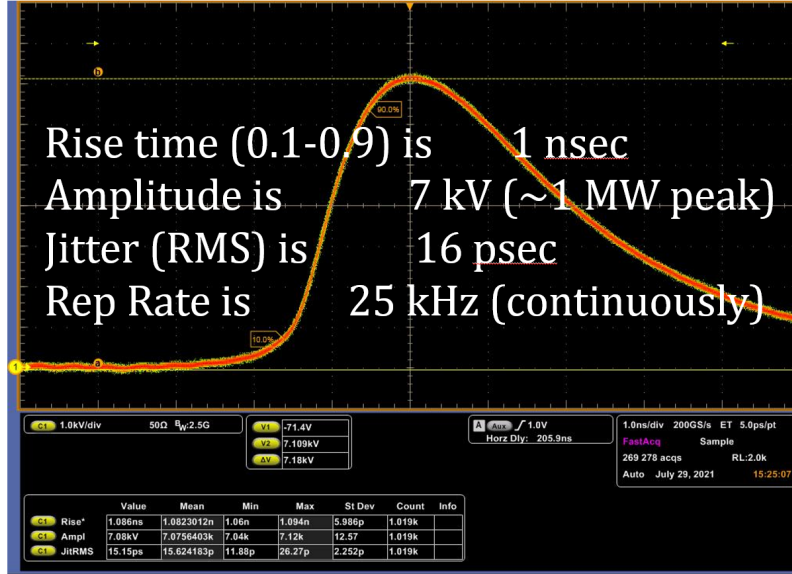 b
90.0%
Rise time (0.1-0.9) is 1 nsec
Amplitude is 7 kV (~1 MW peak)
Jitter (RMS) is 16 psec
Rep Rate is 25 kHz (continuously)
10.0%
1 a
C1 1.0kV/div 50Ω BW:2.5G
V1 -71.4V
V2 7.109kV
ΔV 7.18kV
A Aux 1.0V
Horz Dly: 205.9ns
1.0ns/div 200GS/s ET 5.0ps/pt
FastAcq Sample
269 278 acqs RL:2.0k
Auto July 29, 2021 15:25:07
Value Mean Min Max St Dev Count Info
C1 Rise* 1.086ns 1.0823012n 1.06n 1.094n 5.986p 1.019k
C1 Ampl 7.08kV 7.0756403k 7.04k 7.12k 12.57 1.019k
C1 JitRMS 15.15ps 15.624183p 11.88p 26.27p 2.252p 1.019k